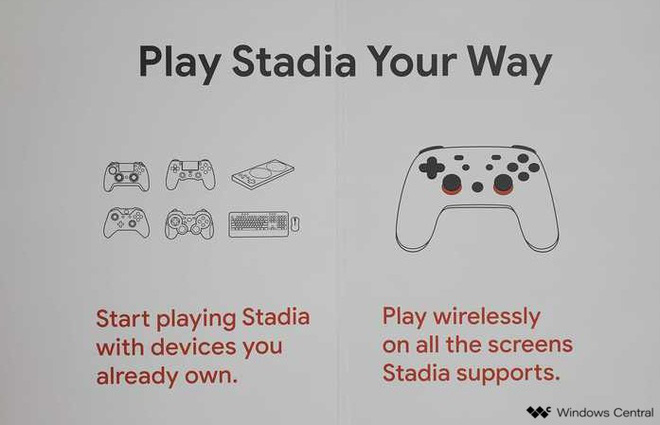 Play Stadia Your Way
Start playing Stadia
with devices you
already own.
Play wirelessly
on all the screens
Stadia supports.
Windows Central